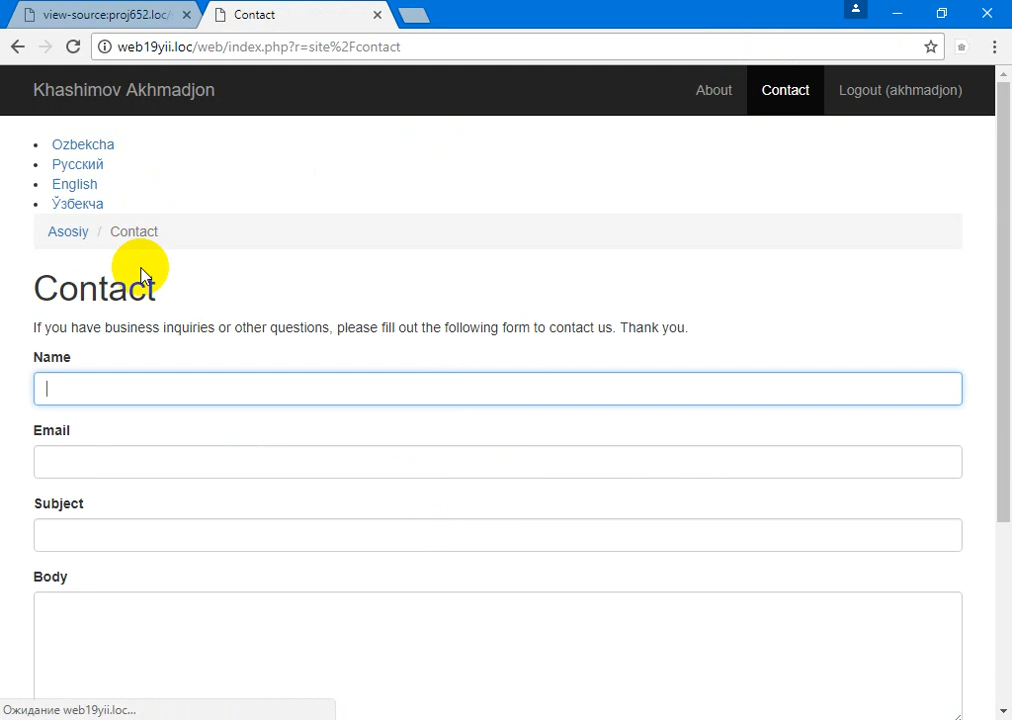 view-source:proj652.loc/
Contact
web19yii.loc/web/index.php?r=site%2Fcontact
Khashimov Akhmadjon
About
Contact
Logout (akhmadjon)
Ozbekcha
Русский
English
Ўзбекча
Asosiy / Contact
Contact
If you have business inquiries or other questions, please fill out the following form to contact us. Thank you.
Name
Email
Subject
Body
Ожидание web19yii.loc...